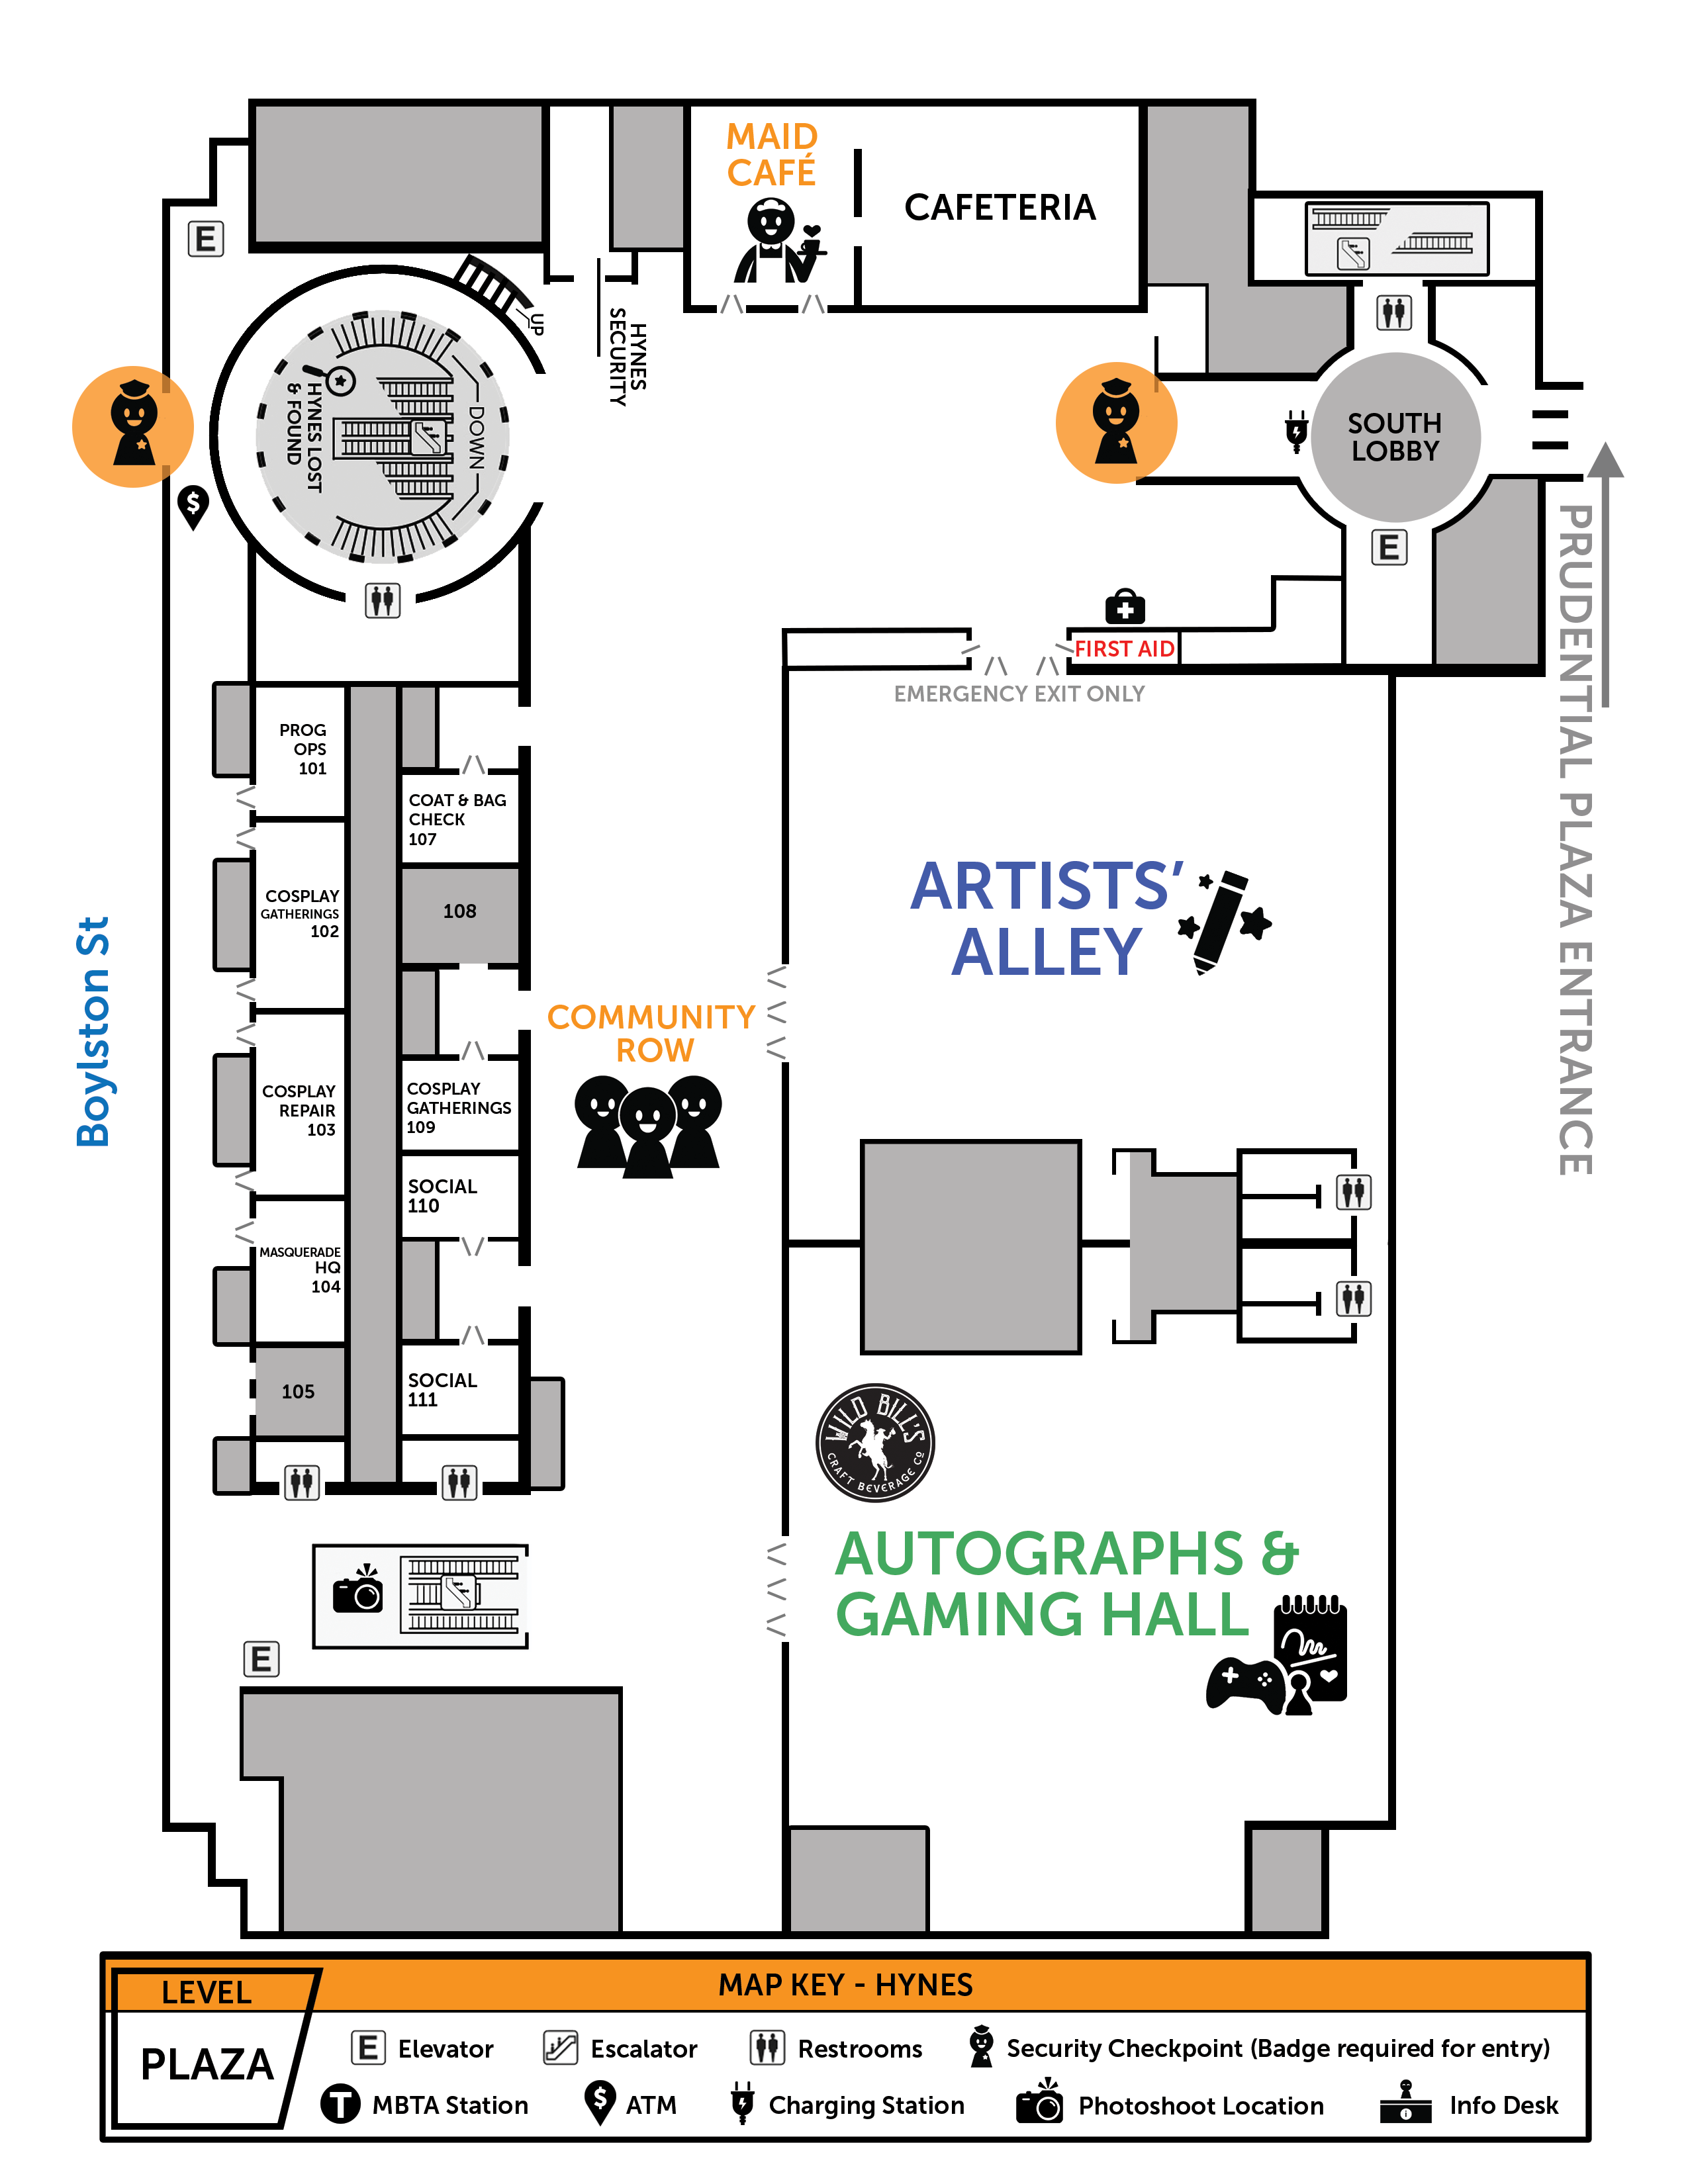 MAID
CAFÉ
CAFETERIA
E
UP
HYNES
SECURITY
HYNES LOST
& FOUND
DOWN
$
SOUTH
LOBBY
E
FIRST AID
EMERGENCY EXIT ONLY
PRUDENTIAL PLAZA ENTRANCE
Boylston St
PROG
OPS
101
COAT & BAG
CHECK
107
COSPLAY
GATHERINGS
102
108
ARTISTS’
ALLEY
COMMUNITY
ROW
COSPLAY
REPAIR
103
COSPLAY
GATHERINGS
109
SOCIAL
110
MASQUERADE
HQ
104
105
SOCIAL
111
WILD BILL'S
CRAFT BEVERAGE CO
AUTOGRAPHS &
GAMING HALL
E
LEVEL
PLAZA
MAP KEY - HYNES
E Elevator
Escalator
Restrooms
Security Checkpoint (Badge required for entry)
T MBTA Station
$ ATM
Charging Station
Photoshoot Location
i Info Desk